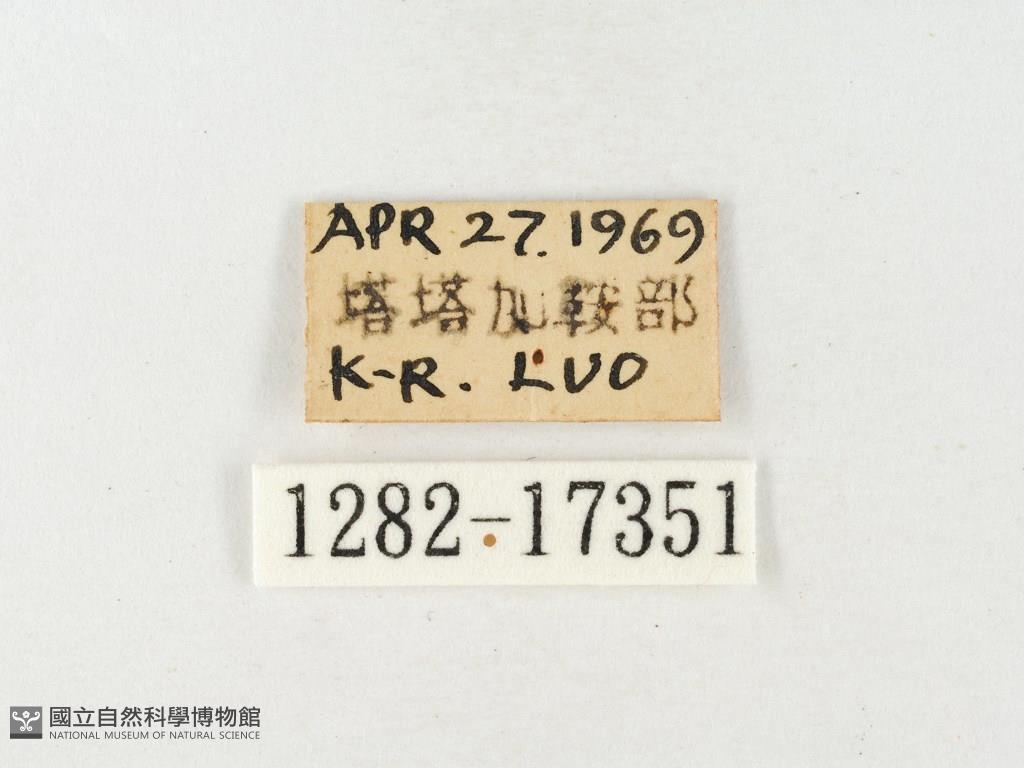 APR 27. 1969
塔塔加鞍部
K-R. LUO
1282-17351
國立自然科學博物館
NATIONAL MUSEUM OF NATURAL SCIENCE